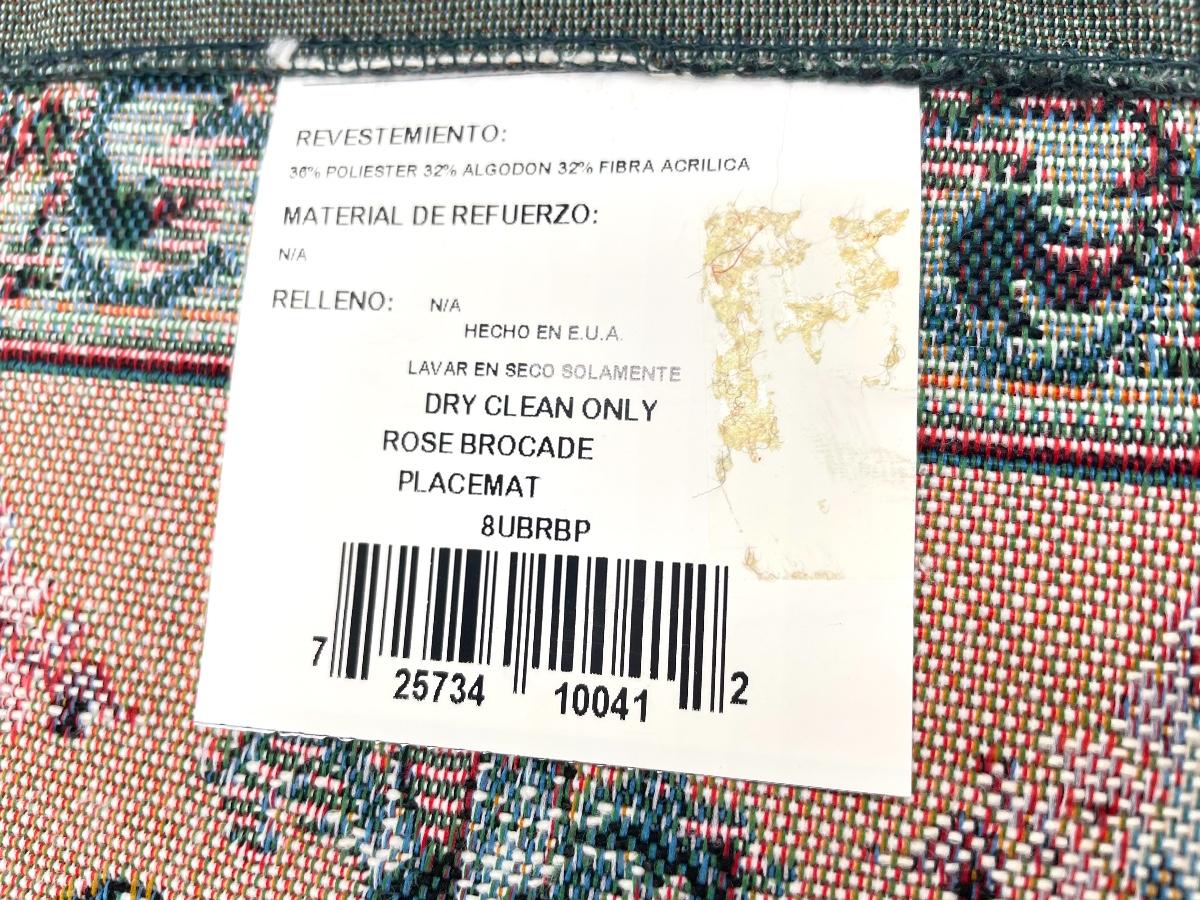 REVESTEMIENTO:
36% POLIESTER 32% ALGODON 32% FIBRA ACRILICA
MATERIAL DE REFUERZO:
N/A
RELLENO: N/A
HECHO EN E.U.A.
LAVAR EN SECO SOLAMENTE
DRY CLEAN ONLY
ROSE BROCADE
PLACEMAT
8UBRBP
7 25734 10041 2